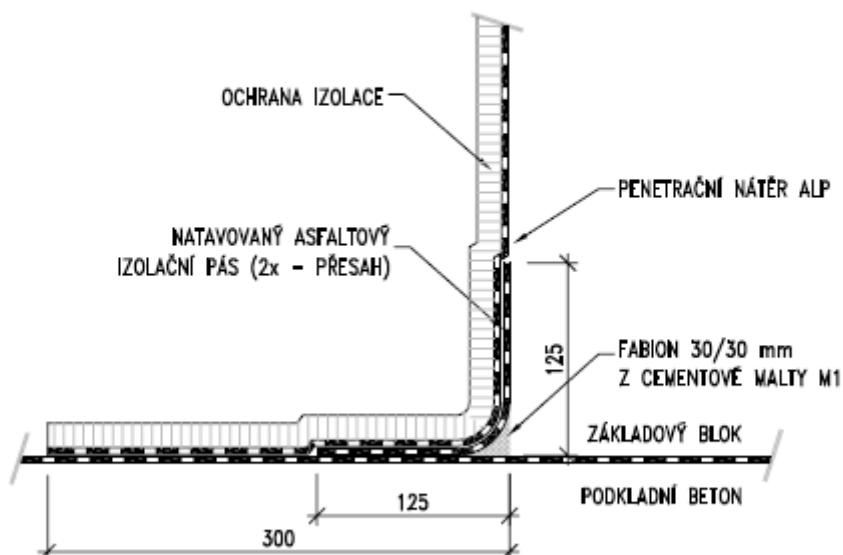 OCHRANA IZOLACE
PENETRAČNÍ NÁTĚR ALP
NATAVOVANÝ ASFALTOVÝ
IZOLAČNÍ PÁS (2x - PŘESAH)
125
FABION 30/30 mm
Z CEMENTOVÉ MALTY M1
ZÁKLADOVÝ BLOK
125
PODKLADNÍ BETON
300